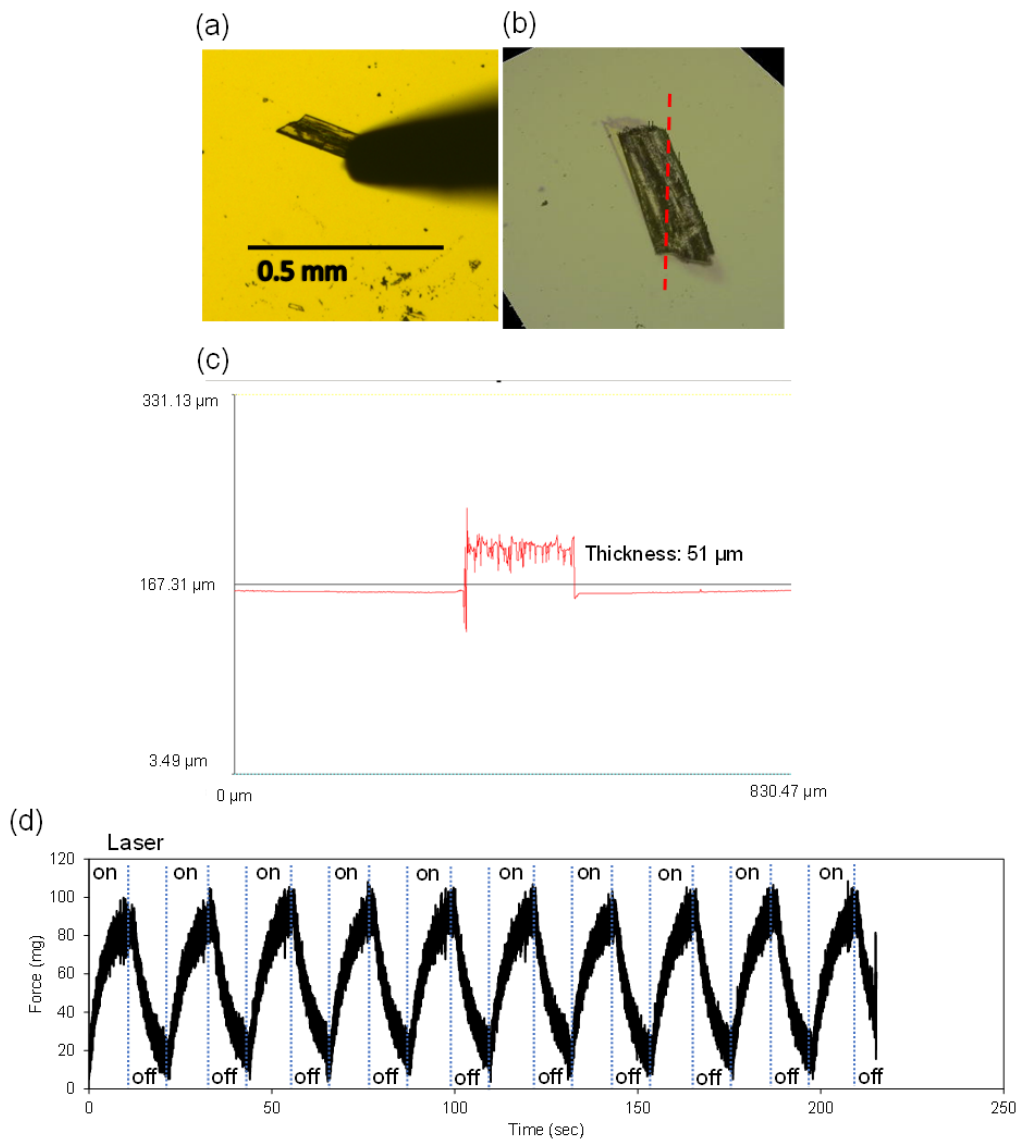 (a)
(b)
0.5 mm
(c)
331.13 µm
Thickness: 51 µm
167.31 µm
3.49 µm
0 µm
830.47 µm
(d)
Laser
120
100
80
60
40
20
0
Force (mg)
on on on on on on on on on on
off off off off off off off off off off
0 50 100 150 200 250
Time (sec)